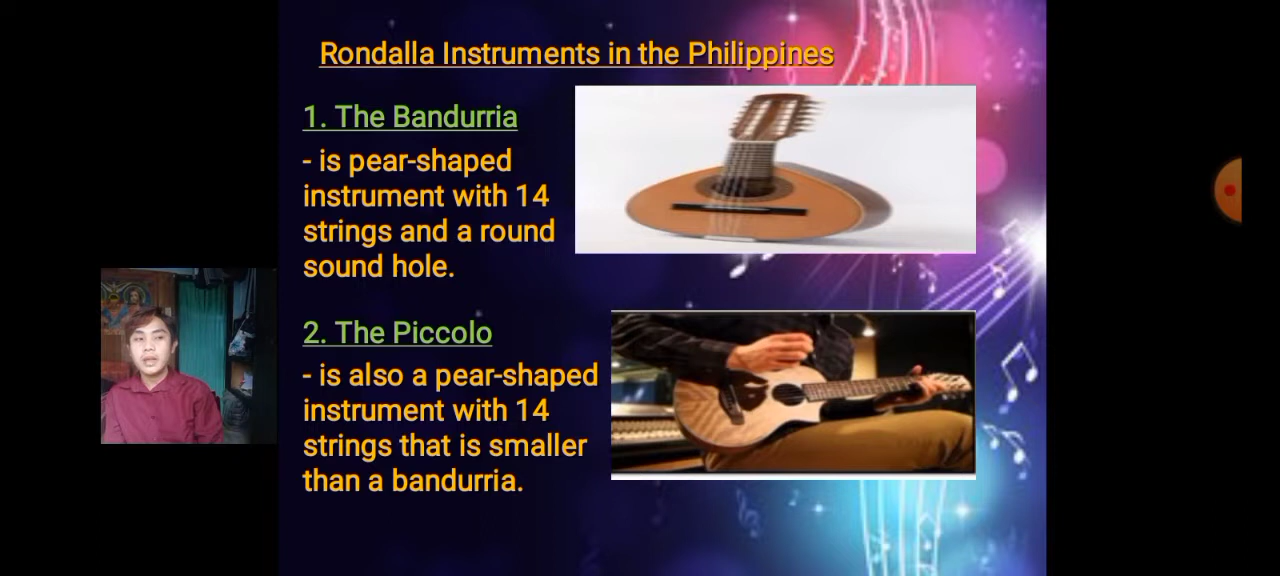 Rondalla Instruments in the Philippines
1. The Bandurria
- is pear-shaped
instrument with 14
strings and a round
sound hole.
2. The Piccolo
- is also a pear-shaped
instrument with 14
strings that is smaller
than a bandurria.